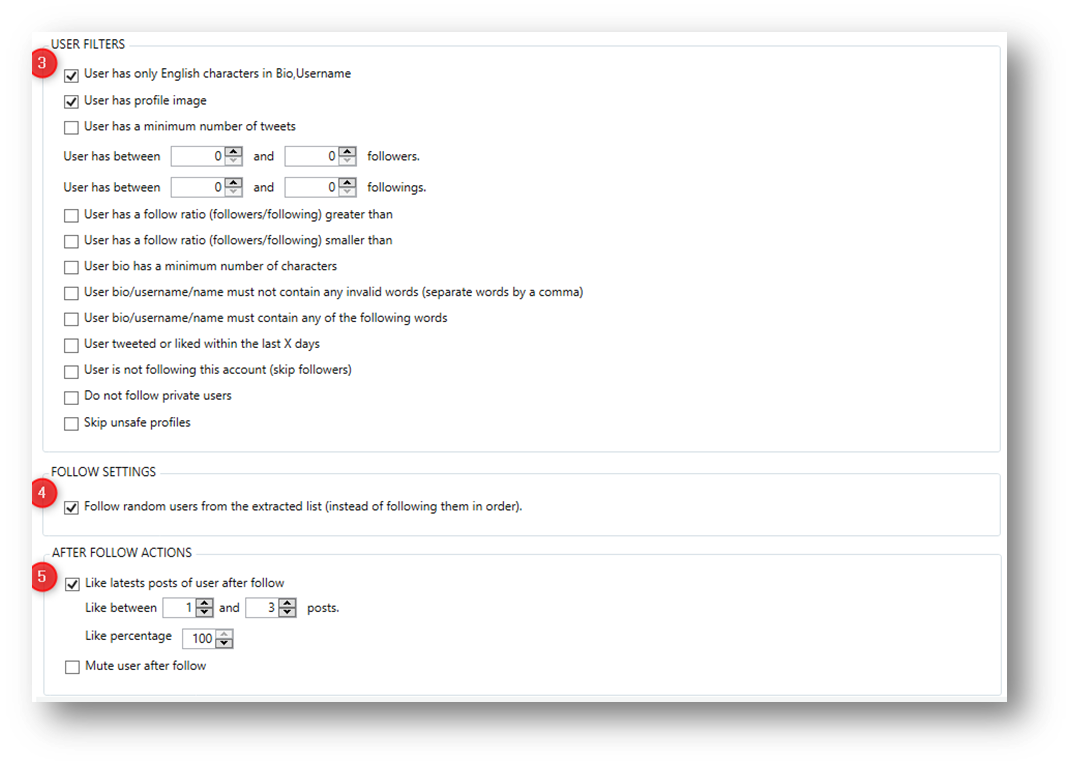 USER FILTERS
3
User has only English characters in Bio,Username
User has profile image
User has a minimum number of tweets
User has between 0 and 0 followers.
User has between 0 and 0 followings.
User has a follow ratio (followers/following) greater than
User has a follow ratio (followers/following) smaller than
User bio has a minimum number of characters
User bio/username/name must not contain any invalid words (separate words by a comma)
User bio/username/name must contain any of the following words
User tweeted or liked within the last X days
User is not following this account (skip followers)
Do not follow private users
Skip unsafe profiles
FOLLOW SETTINGS
4
Follow random users from the extracted list (instead of following them in order).
AFTER FOLLOW ACTIONS
5
Like latests posts of user after follow
Like between 1 and 3 posts.
Like percentage 100
Mute user after follow